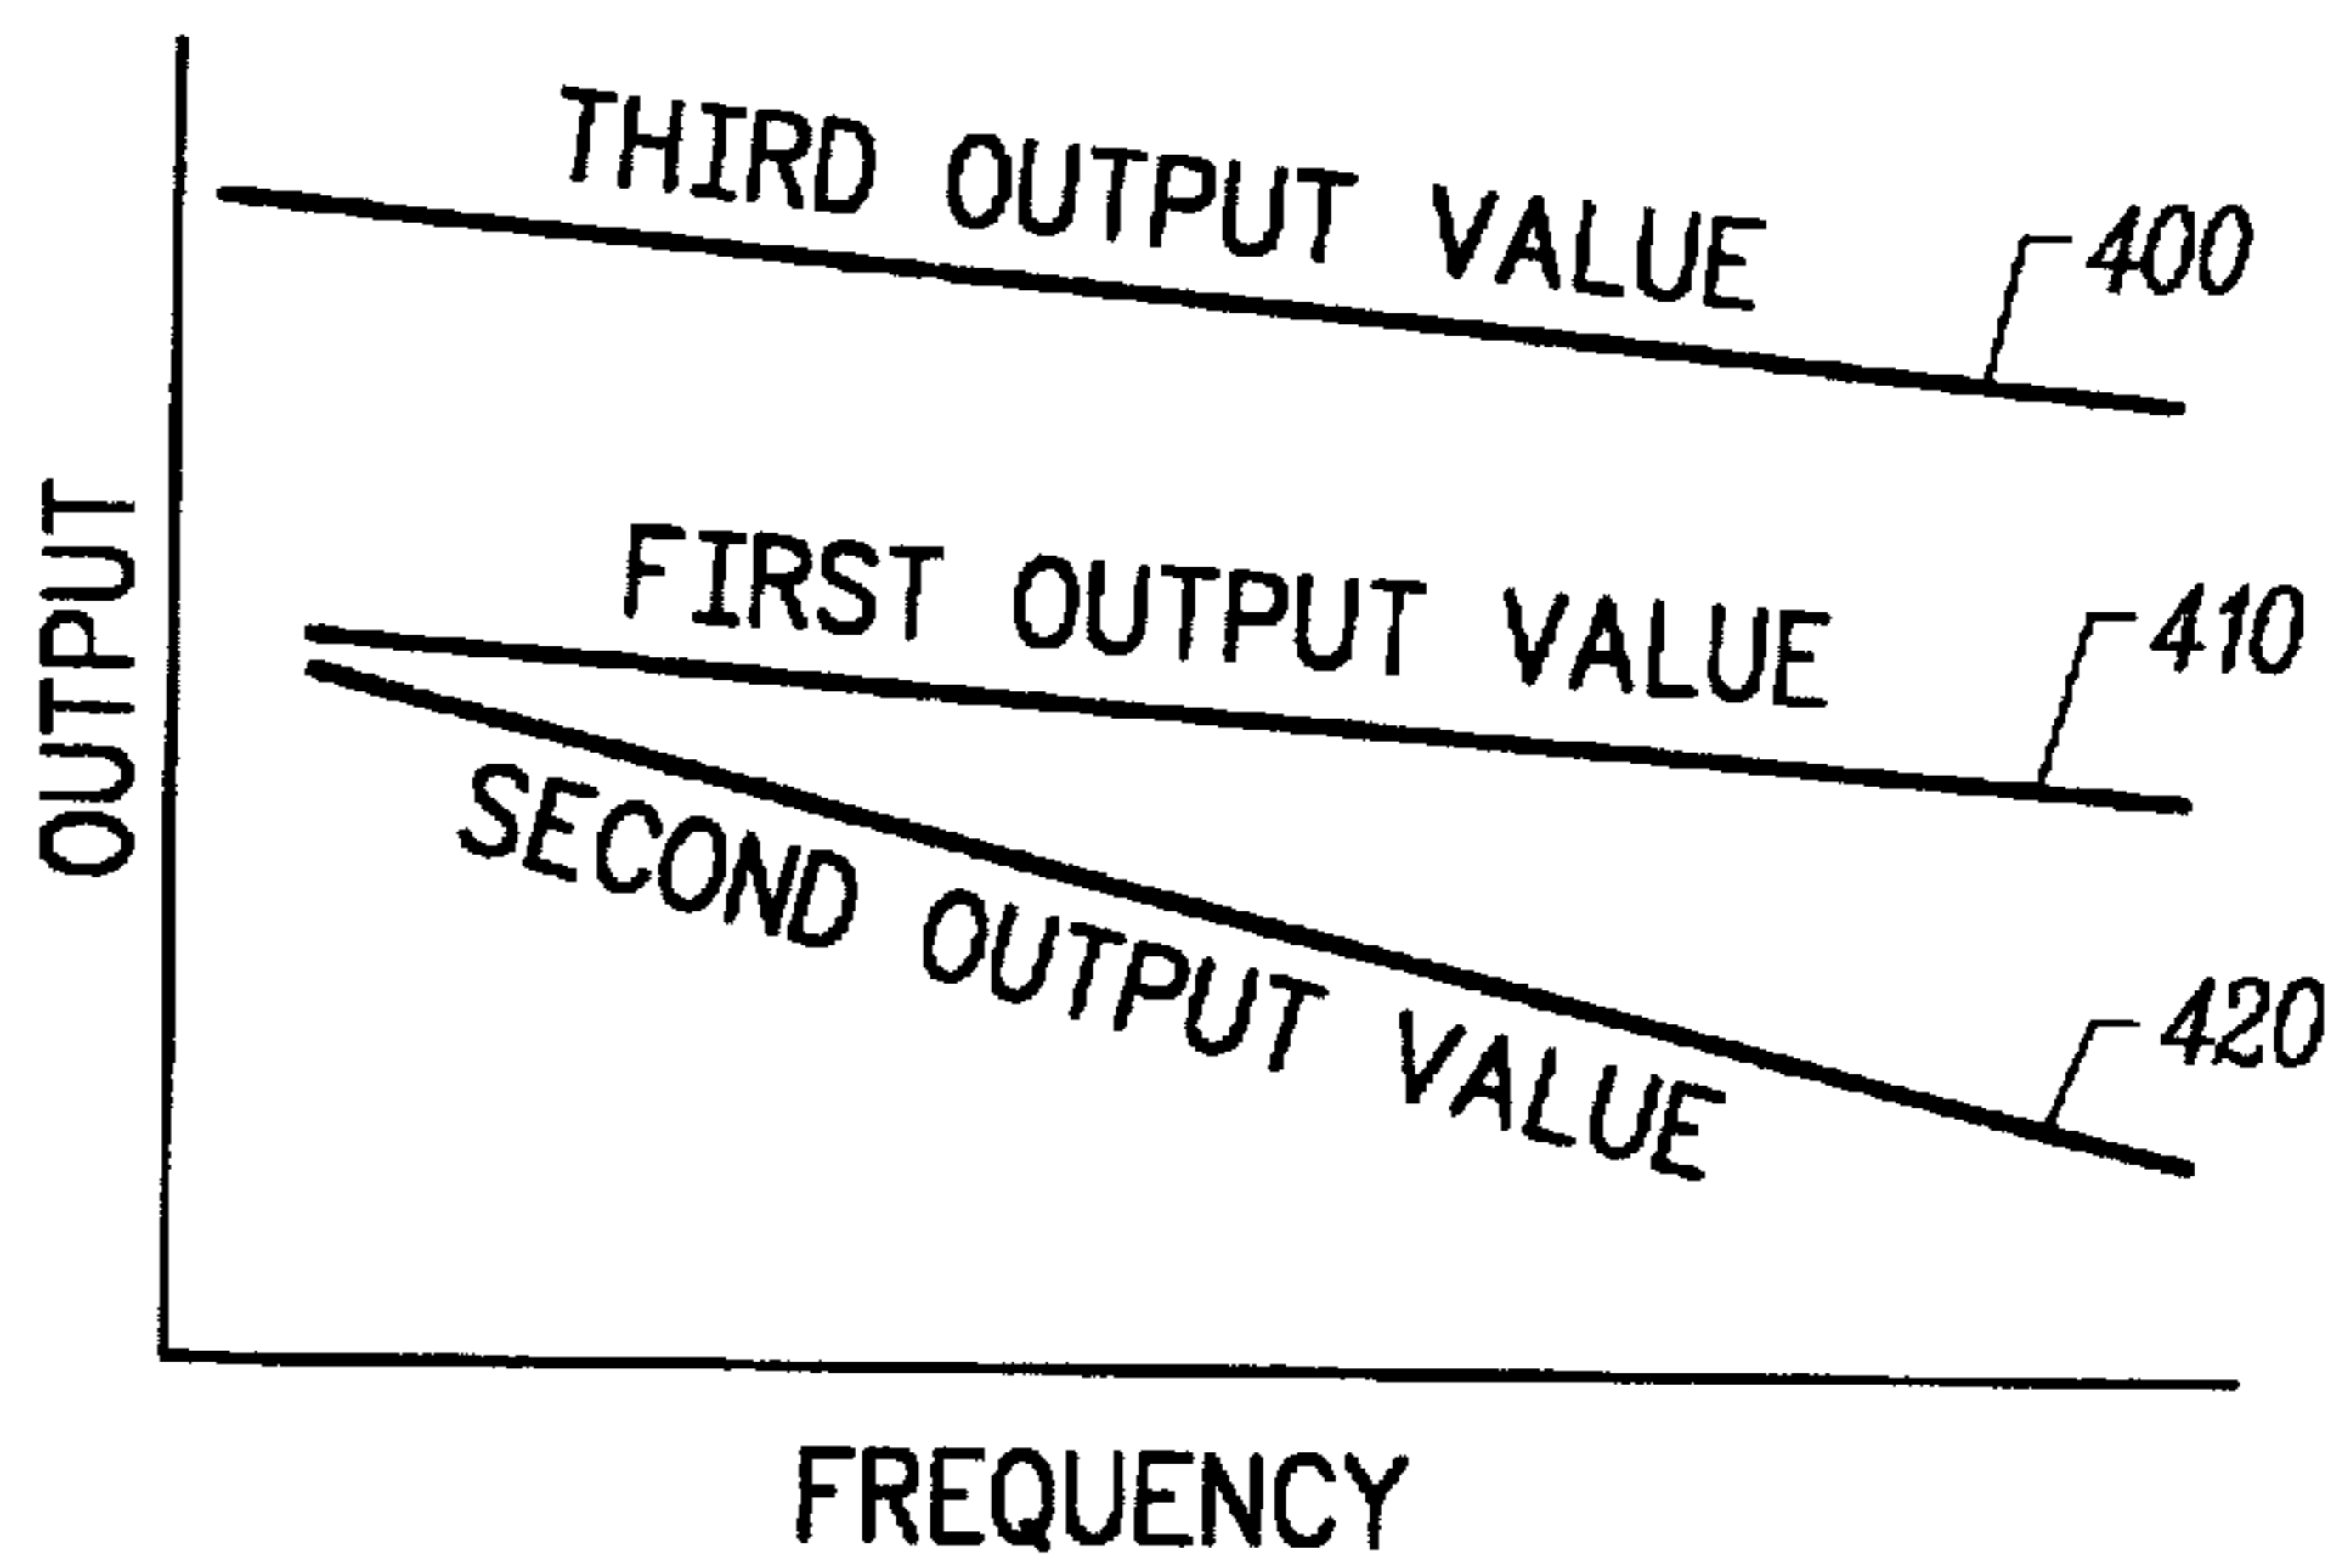 THIRD OUTPUT VALUE
400
OUTPUT
FIRST OUTPUT VALUE
410
SECOND OUTPUT VALUE
420
FREQUENCY